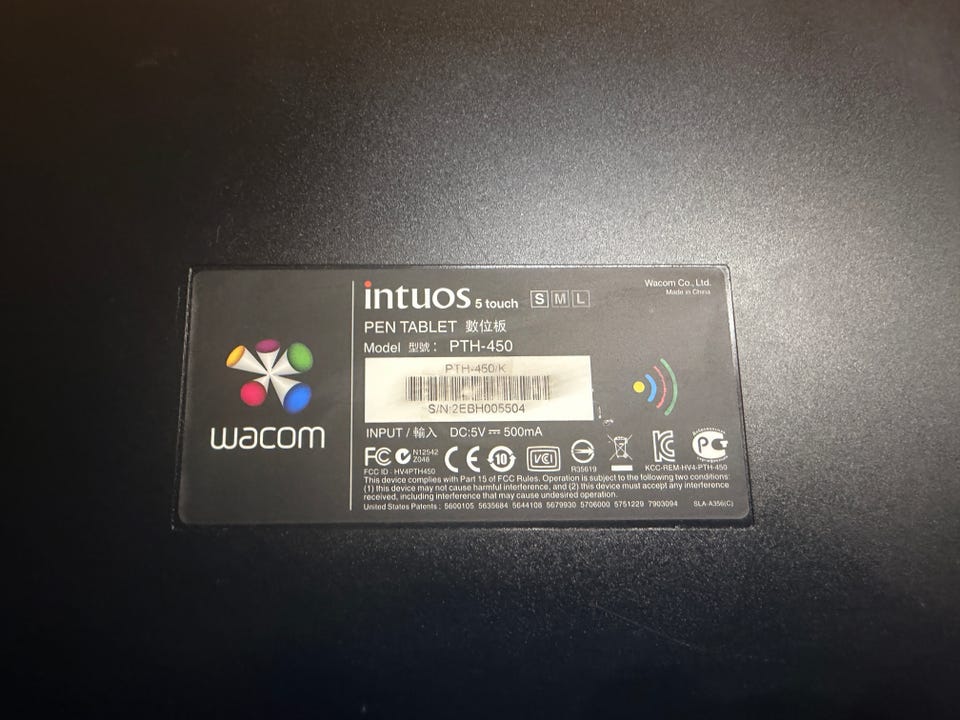 intuos 5 touch S M L
Wacom Co., Ltd.
Made in China
PEN TABLET 數位板
Model 型號： PTH-450
PTH-450/K
S/N:2EBH005504
INPUT / 輸入 DC:5V ⎓ 500mA
wacom
FC N12542
Z046
CE 10 VCI R35619 KCC-REM-HV4-PTH-450
FCC ID : HV4PTH450
This device complies with Part 15 of FCC Rules. Operation is subject to the following two conditions:
(1) this device may not cause harmful interference, and (2) this device must accept any interference
received, including interference that may cause undesired operation.
United States Patents : 5600105 5635684 5644108 5679930 5706000 5751229 7903094 SLA-A356(C)